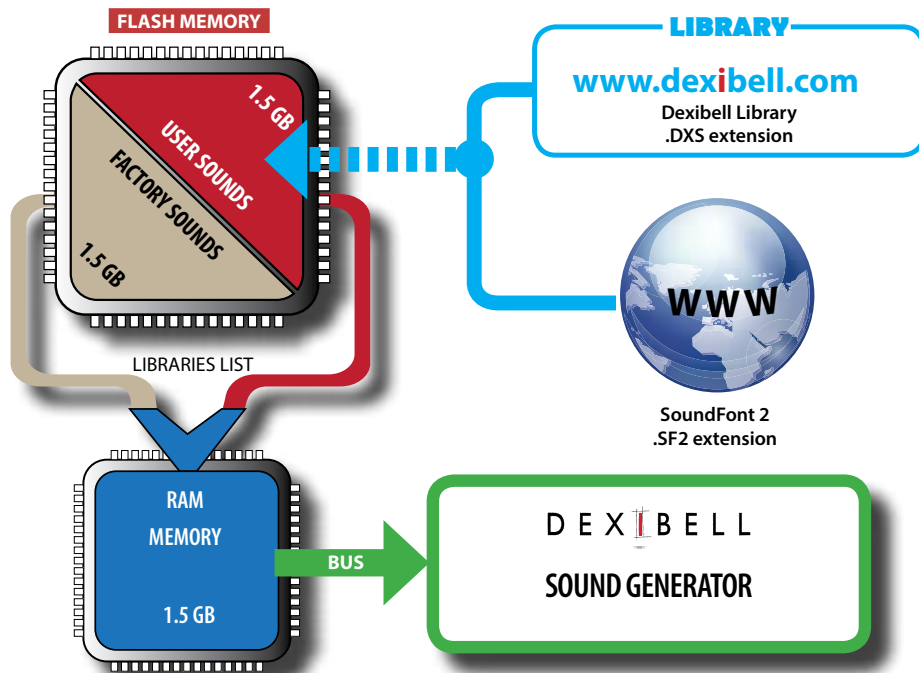 FLASH MEMORY
1.5 GB
USER SOUNDS
FACTORY SOUNDS
1.5 GB
LIBRARY
www.dexibell.com
Dexibell Library
.DXS extension
WWW
SoundFont 2
.SF2 extension
LIBRARIES LIST
RAM
MEMORY
1.5 GB
BUS
DEXIBELL
SOUND GENERATOR